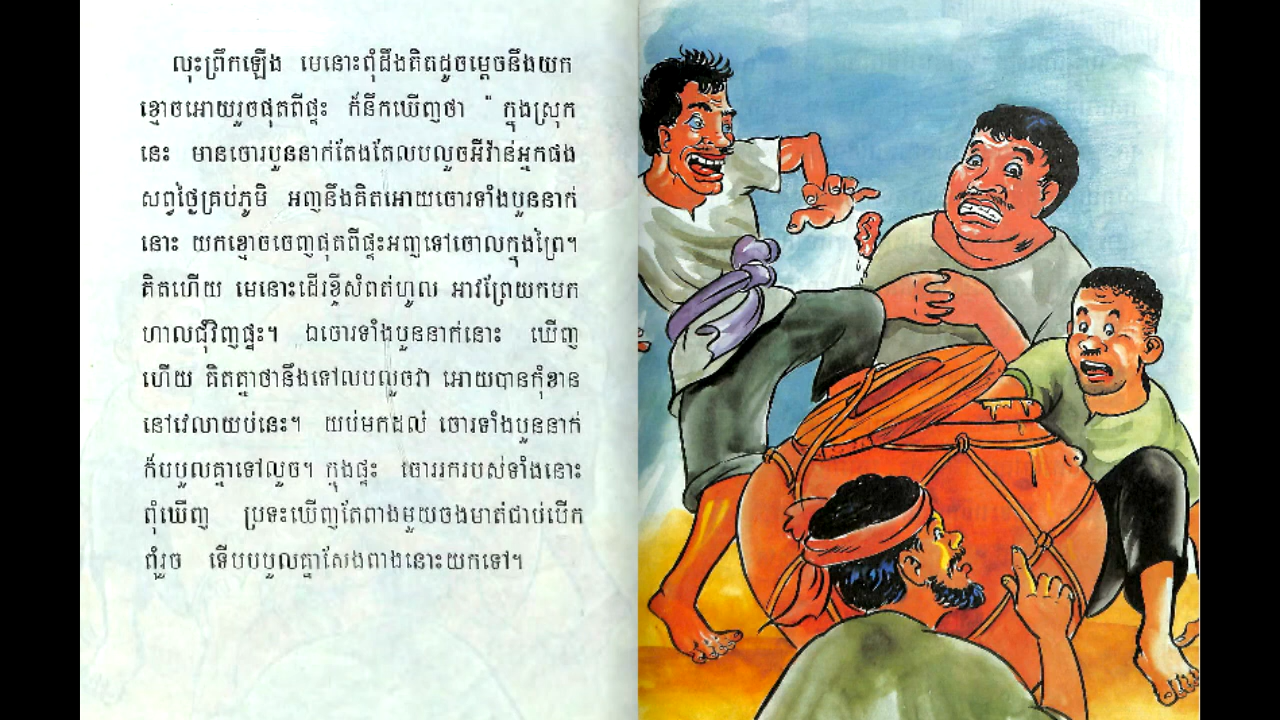 លុះព្រឹកឡើង មេនោះពុំដឹងគិតដូចម្ដេចនឹងយក
ខ្មោចអោយរួចផុតពីផ្ទះ ក៏នឹកឃើញថា " ក្នុងស្រុក
នេះ មានចោរបួននាក់តែងតែលបលួចអីវ៉ាន់អ្នកផង
សព្វថ្ងៃគ្រប់ភូមិ អញនឹងគិតអោយចោរទាំងបួននាក់
នោះ យកខ្មោចចេញផុតពីផ្ទះអញទៅចោលក្នុងព្រៃ។
គិតហើយ មេនោះដើរខ្ចីសំពត់ហូល អាវព្រែយកមក
ហាលជុំវិញផ្ទះ។ ឯចោរទាំងបួននាក់នោះ ឃើញ
ហើយ គិតគ្នាថានឹងទៅលបលួចវា អោយបានកុំខាន
នៅវេលាយប់នេះ។ យប់មកដល់ ចោរទាំងបួននាក់
ក៏បបួលគ្នាទៅលួច។ ក្នុងផ្ទះ ចោររករបស់ទាំងនោះ
ពុំឃើញ ប្រទះឃើញតែពាងមួយចងមាត់ជាប់បើក
ពុំរួច ទើបបបួលគ្នាសែងពាងនោះយកទៅ។